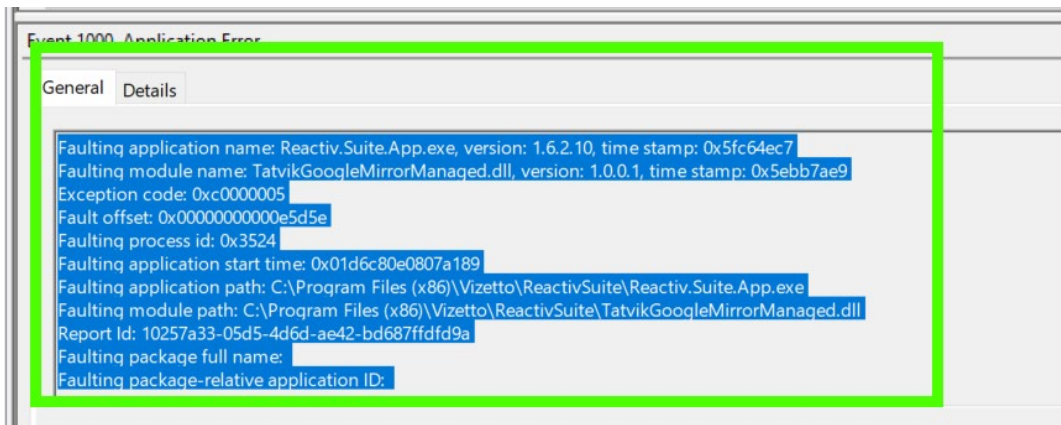 Event 1000, Application Error
General Details
Faulting application name: Reactiv.Suite.App.exe, version: 1.6.2.10, time stamp: 0x5fc64ec7
Faulting module name: TatvikGoogleMirrorManaged.dll, version: 1.0.0.1, time stamp: 0x5ebb7ae9
Exception code: 0xc0000005
Fault offset: 0x00000000000e5d5e
Faulting process id: 0x3524
Faulting application start time: 0x01d6c80e0807a189
Faulting application path: C:\Program Files (x86)\Vizetto\ReactivSuite\Reactiv.Suite.App.exe
Faulting module path: C:\Program Files (x86)\Vizetto\ReactivSuite\TatvikGoogleMirrorManaged.dll
Report Id: 10257a33-05d5-4d6d-ae42-bd687ffdfd9a
Faulting package full name:
Faulting package-relative application ID: